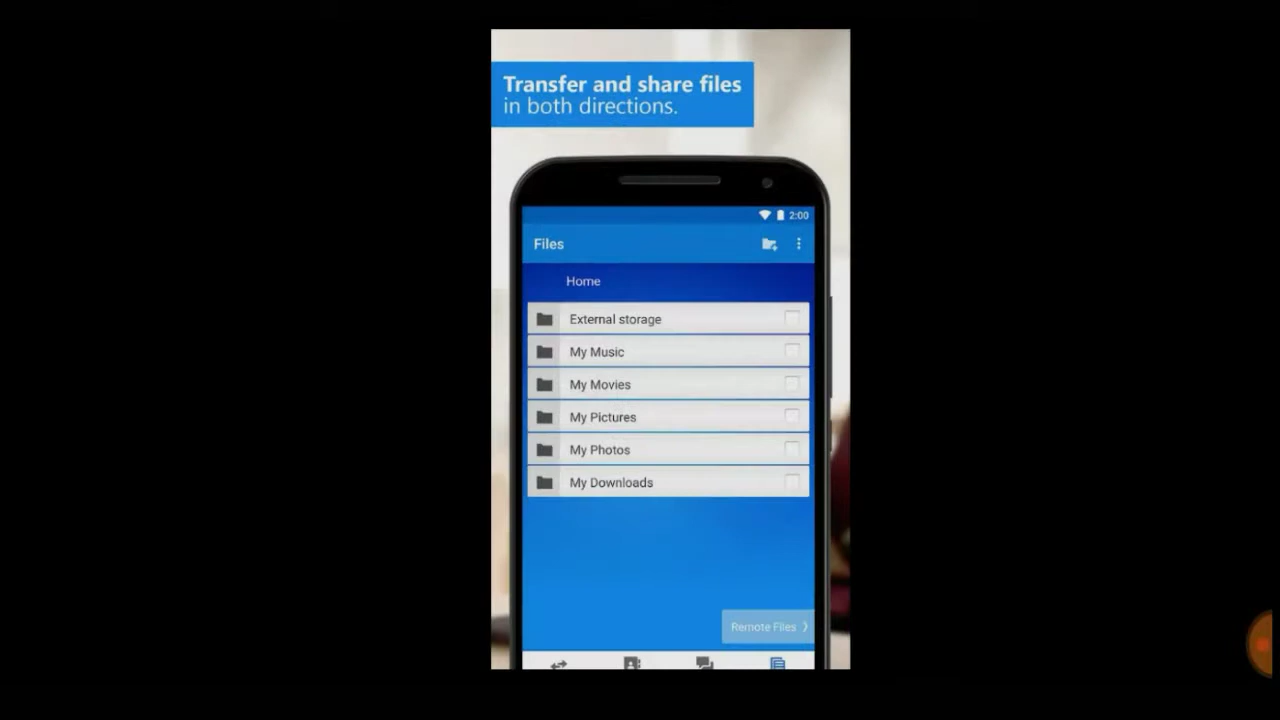 Transfer and share files
in both directions.
2:00
Files
Home
External storage
My Music
My Movies
My Pictures
My Photos
My Downloads
Remote Files